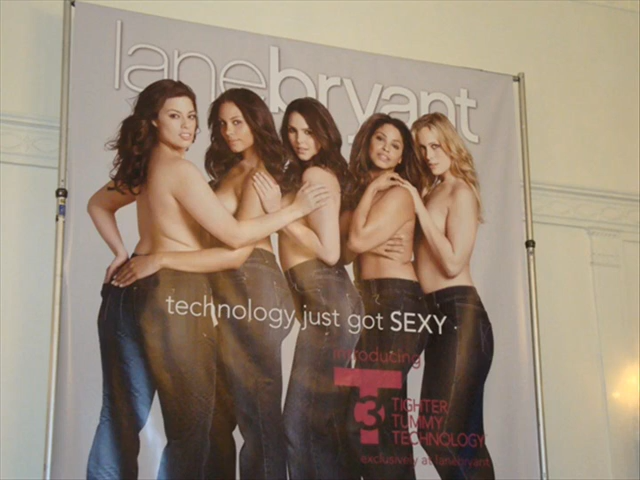 lanebryant
technology just got SEXY
introducing
T3 TIGHTER
TUMMY
TECHNOLOGY
exclusively at lanebryant